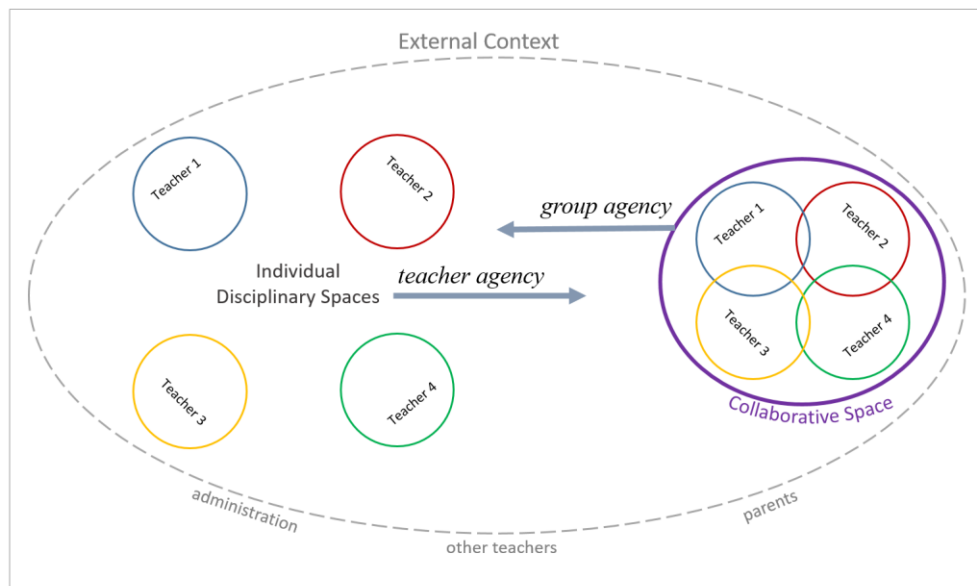 External Context
Teacher 1
Teacher 2
group agency
Teacher 1
Teacher 2
Individual
Disciplinary Spaces
teacher agency
Teacher 3
Teacher 4
Teacher 3
Teacher 4
Collaborative Space
administration
other teachers
parents